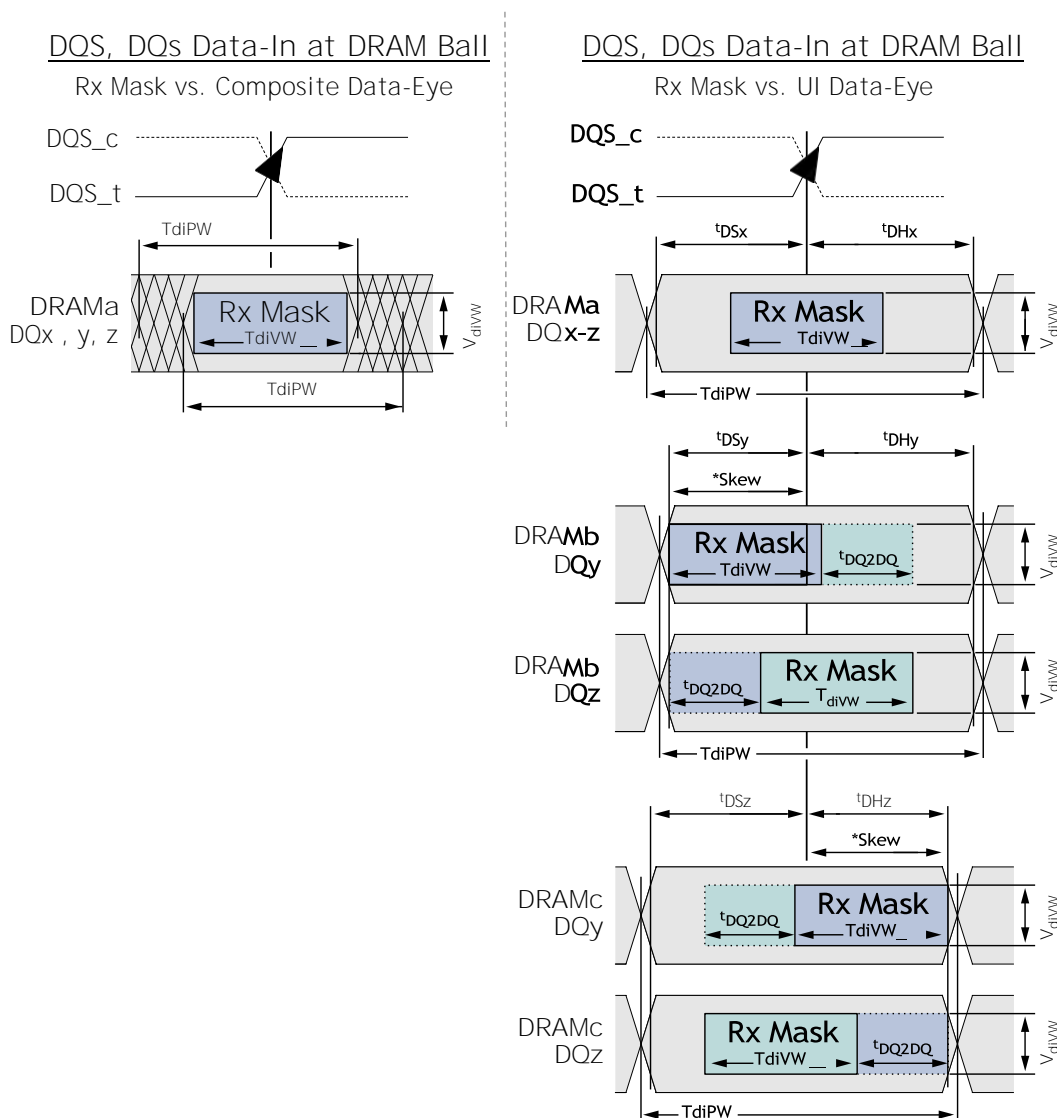 DQS, DQs Data-In at DRAM Ball
Rx Mask vs. Composite Data-Eye
DQS_c
DQS_t
TdiPW
DRAMa
DQx , y, z
Rx Mask
TdiVW__
VdiVW
TdiPW
DQS, DQs Data-In at DRAM Ball
Rx Mask vs. UI Data-Eye
DQS_c
DQS_t
tDSx
tDHx
DRAMa
DQx-z
Rx Mask
TdiVW_
VdiVW
TdiPW
tDSy
tDHy
*Skew
DRAMb
DQy
Rx Mask
TdiVW
tDQ2DQ
VdiVW
DRAMb
DQz
tDQ2DQ
Rx Mask
TdiVW
VdiVW
TdiPW
tDSz
tDHz
*Skew
DRAMc
DQy
tDQ2DQ
Rx Mask
TdiVW_
VdiVW
DRAMc
DQz
Rx Mask
TdiVW__
tDQ2DQ
VdiVW
TdiPW